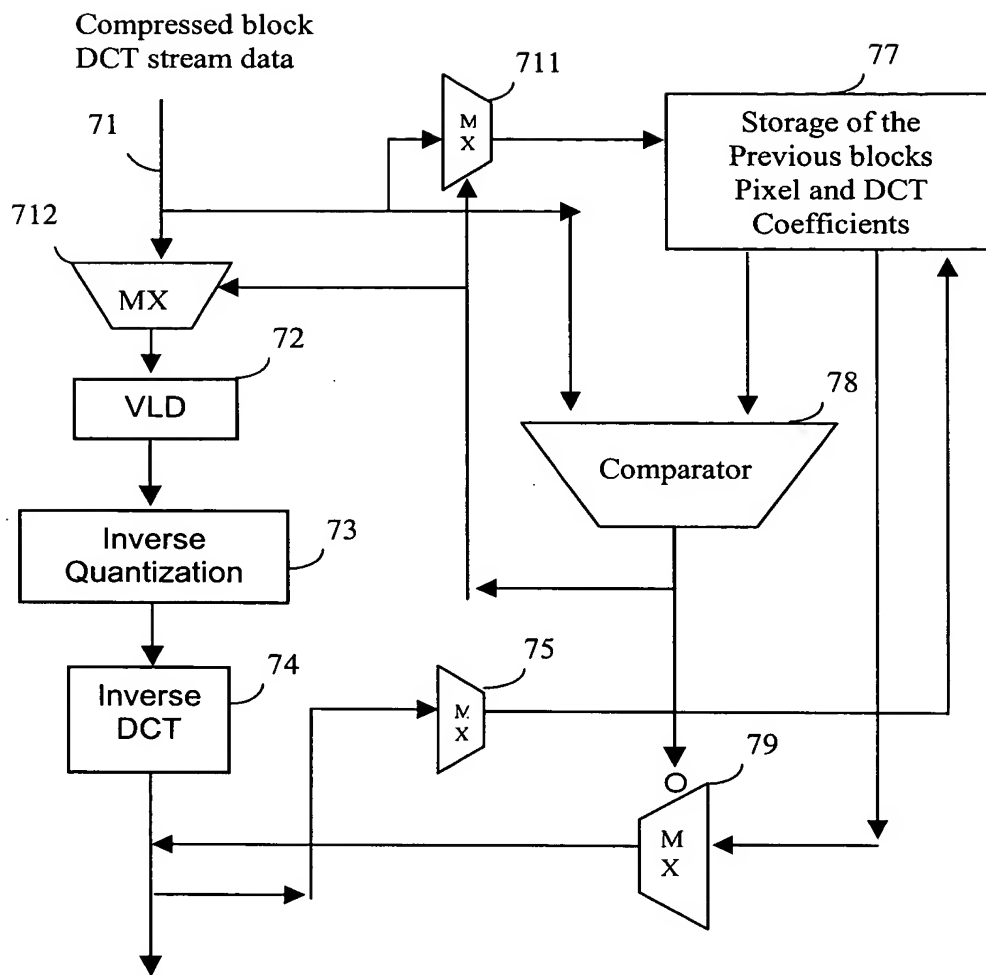 Compressed block
DCT stream data
71
711
M
X
77
Storage of the
Previous blocks
Pixel and DCT
Coefficients
712
MX
72
VLD
78
Comparator
73
Inverse
Quantization
74
Inverse
DCT
75
M
X
79
M
X